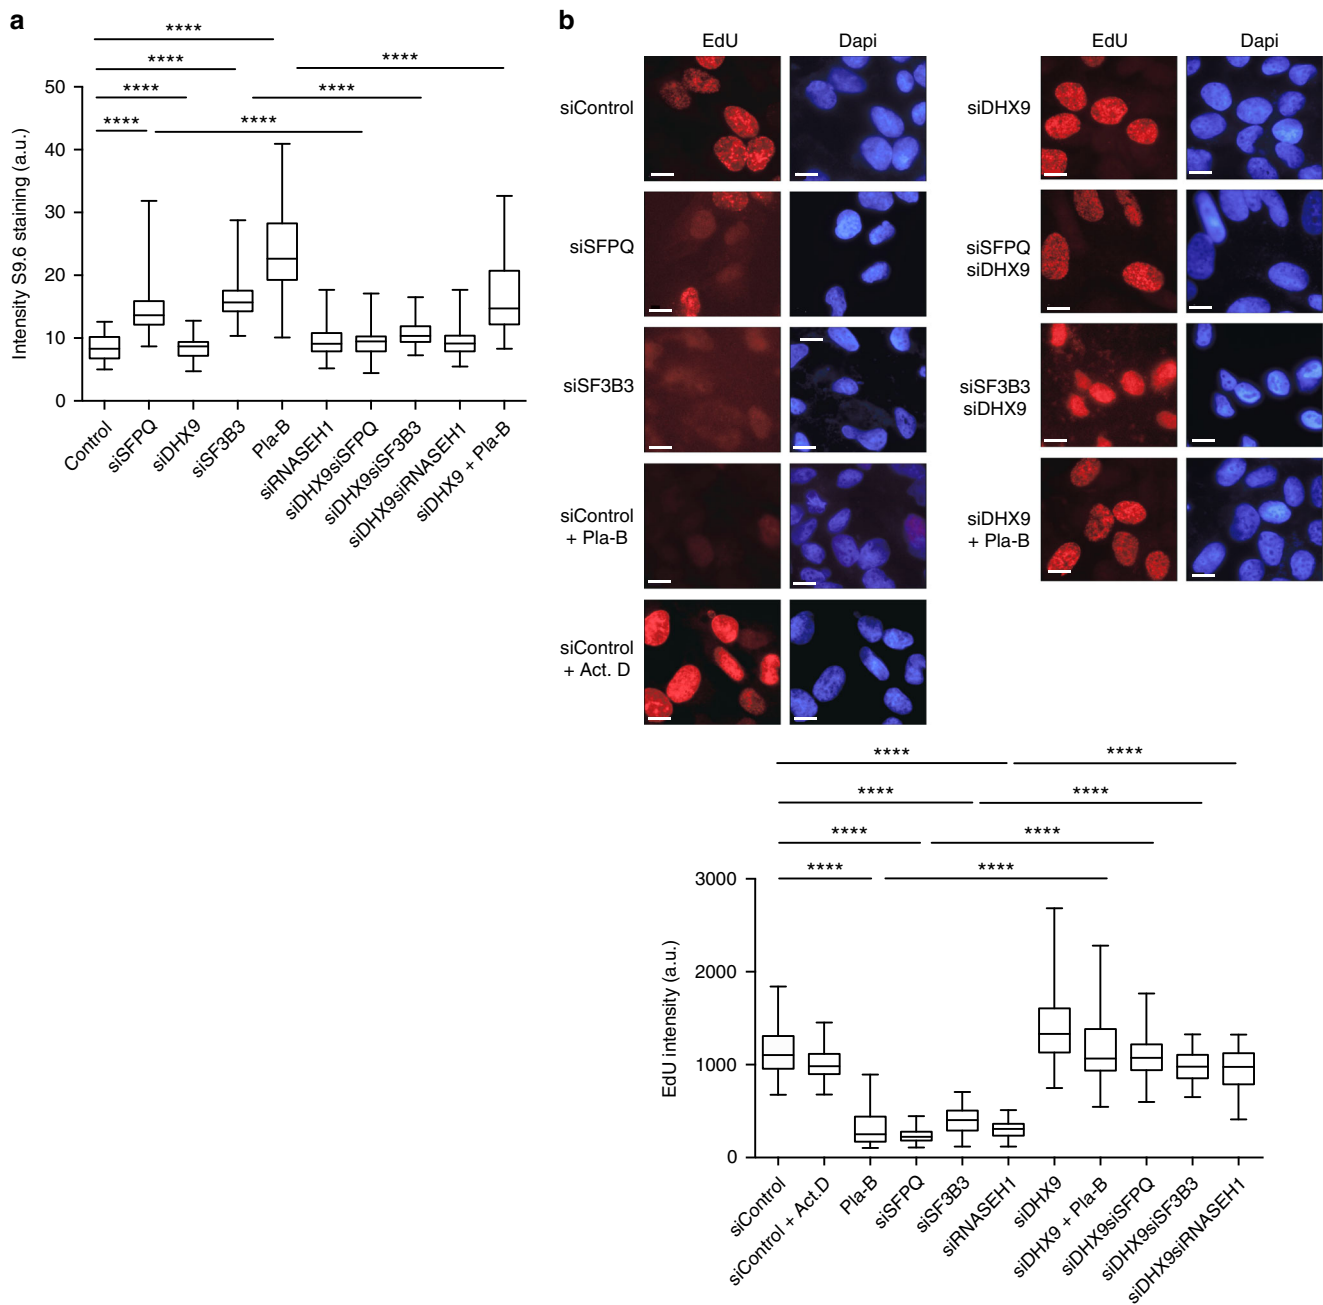 a
****
****
****
****
****
****
****
Intensity S9.6 staining (a.u.)
50
40
30
20
10
0
Control
siSFPQ
siDHX9
siSF3B3
Pla-B
siRNASEH1
siDHX9siSFPQ
siDHX9siSF3B3
siDHX9siRNASEH1
siDHX9 + Pla-B
b
EdU
Dapi
siControl
siSFPQ
siSF3B3
siControl
+ Pla-B
siControl
+ Act. D
EdU
Dapi
siDHX9
siSFPQ
siDHX9
siSF3B3
siDHX9
siDHX9
+ Pla-B
**** ****
**** ****
**** ****
**** ****
EdU intensity (a.u.)
3000
2000
1000
0
siControl
siControl + Act.D
Pla-B
siSFPQ
siSF3B3
siRNASEH1
siDHX9
siDHX9 + Pla-B
siDHX9siSFPQ
siDHX9siSF3B3
siDHX9siRNASEH1